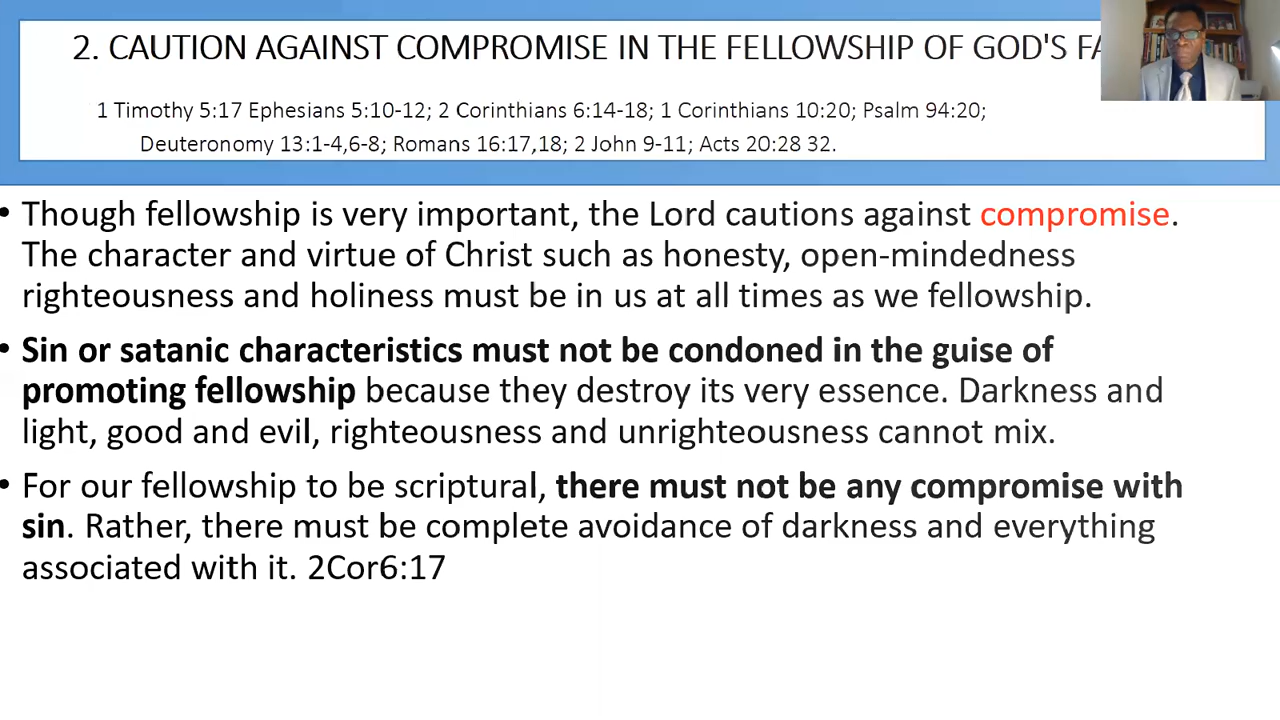 2. CAUTION AGAINST COMPROMISE IN THE FELLOWSHIP OF GOD'S
1 Timothy 5:17 Ephesians 5:10-12; 2 Corinthians 6:14-18; 1 Corinthians 10:20; Psalm 94:20;
Deuteronomy 13:1-4,6-8; Romans 16:17,18; 2 John 9-11; Acts 20:28 32.
• Though fellowship is very important, the Lord cautions against compromise.
The character and virtue of Christ such as honesty, open-mindedness
righteousness and holiness must be in us at all times as we fellowship.
• Sin or satanic characteristics must not be condoned in the guise of
promoting fellowship because they destroy its very essence. Darkness and
light, good and evil, righteousness and unrighteousness cannot mix.
• For our fellowship to be scriptural, there must not be any compromise with
sin. Rather, there must be complete avoidance of darkness and everything
associated with it. 2Cor6:17